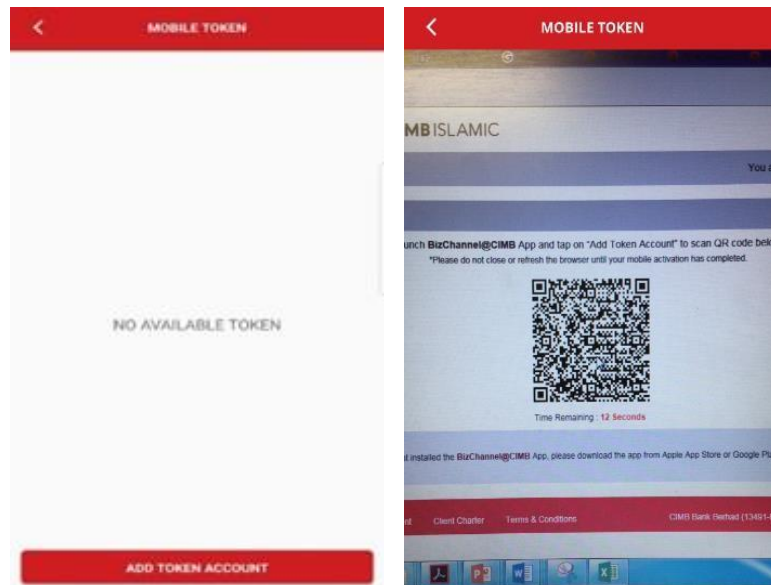 MOBILE TOKEN
NO AVAILABLE TOKEN
ADD TOKEN ACCOUNT
MOBILE TOKEN
MB ISLAMIC
You a
unch BizChannel@CIMB App and tap on "Add Token Account" to scan QR code belo
*Please do not close or refresh the browser until your mobile activation has completed.
Time Remaining : 12 Seconds
t installed the BizChannel@CIMB App, please download the app from Apple App Store or Google Pla
nt Client Charter Terms & Conditions CIMB Bank Berhad (13491-